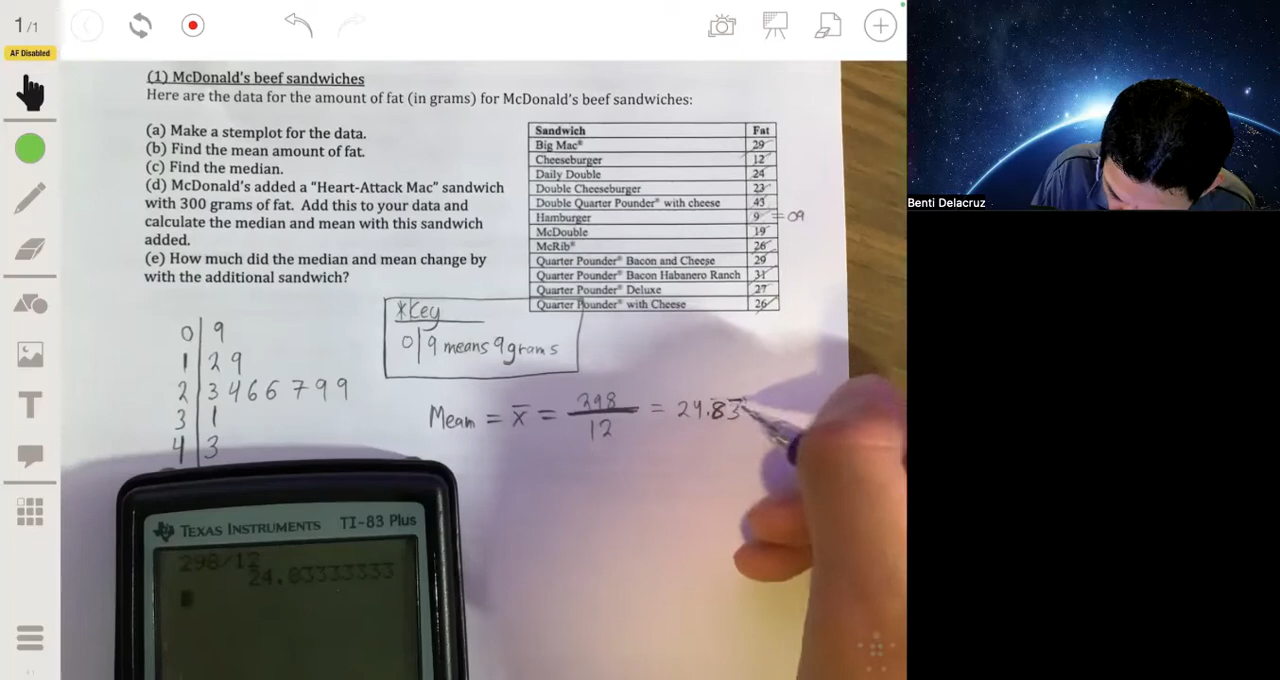 1/1
AF Disabled
(1) McDonald's beef sandwiches
Here are the data for the amount of fat (in grams) for McDonald's beef sandwiches:
(a) Make a stemplot for the data.
(b) Find the mean amount of fat.
(c) Find the median.
(d) McDonald's added a "Heart-Attack Mac" sandwich
with 300 grams of fat. Add this to your data and
calculate the median and mean with this sandwich
added.
(e) How much did the median and mean change by
with the additional sandwich?
Sandwich Fat
Big Mac® 29
Cheeseburger 12
Daily Double 24
Double Cheeseburger 23
Double Quarter Pounder® with cheese 43
Hamburger 9 = 09
McDouble 19
McRib® 26
Quarter Pounder® Bacon and Cheese 29
Quarter Pounder® Bacon Habanero Ranch 31
Quarter Pounder® Deluxe 27
Quarter Pounder® with Cheese 26
*Key
0|9 means 9 grams
0|9
1|2 9
2|3 4 6 6 7 9 9
3|1
4|3
Mean = x̄ = 298/12 = 24.83
TEXAS INSTRUMENTS TI-83 Plus
298/12
24.83333333
Benti Delacruz
T